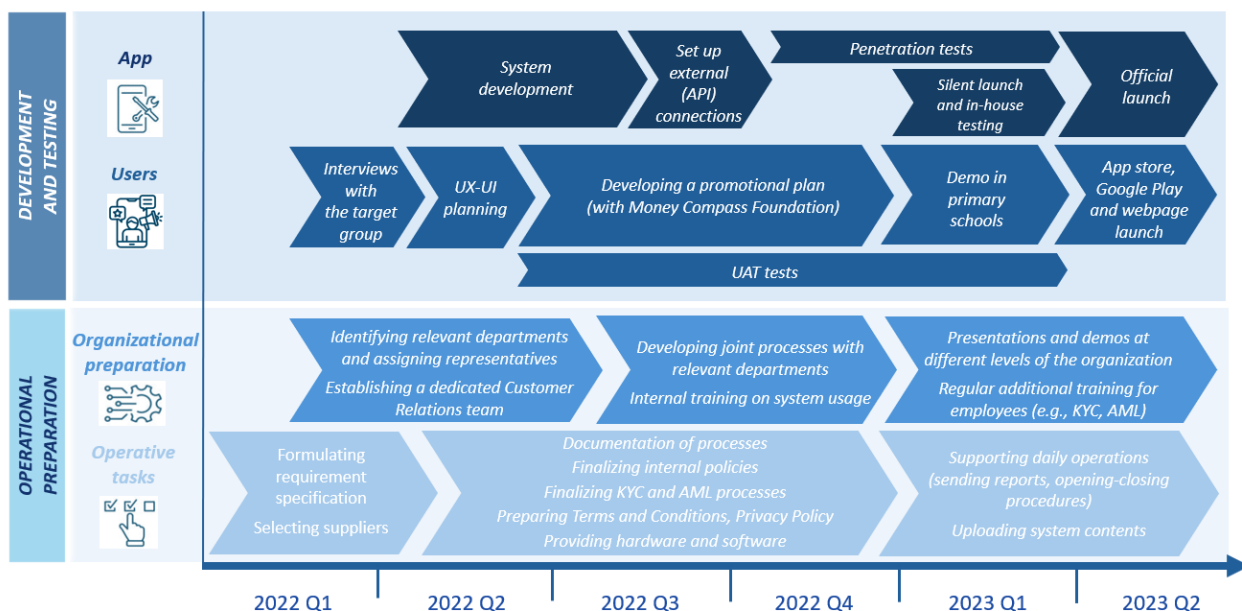 DEVELOPMENT
AND TESTING
App
System
development
Set up
external
(API)
connections
Penetration tests
Silent launch
and in-house
testing
Official
launch
Users
Interviews
with
the target
group
UX-UI
planning
Developing a promotional plan
(with Money Compass Foundation)
Demo in
primary
schools
App store,
Google Play
and webpage
launch
UAT tests
OPERATIONAL
PREPARATION
Organizational
preparation
Identifying relevant departments
and assigning representatives
Establishing a dedicated Customer
Relations team
Developing joint processes with
relevant departments
Internal training on system usage
Presentations and demos at
different levels of the organization
Regular additional training for
employees (e.g., KYC, AML)
Operative
tasks
Formulating
requirement
specification
Selecting suppliers
Documentation of processes
Finalizing internal policies
Finalizing KYC and AML processes
Preparing Terms and Conditions, Privacy Policy
Providing hardware and software
Supporting daily operations
(sending reports, opening-closing
procedures)
Uploading system contents
2022 Q1
2022 Q2
2022 Q3
2022 Q4
2023 Q1
2023 Q2